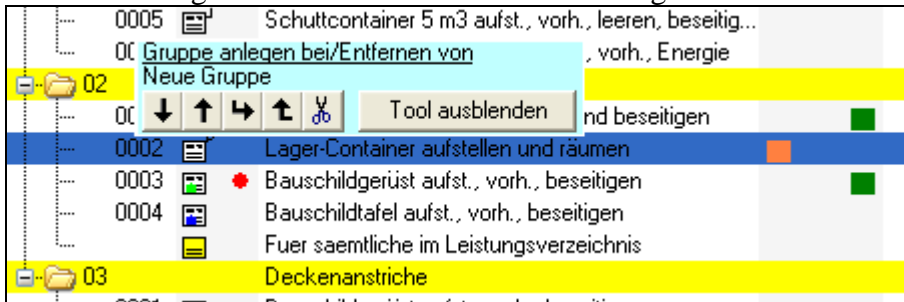 0005 Schuttcontainer 5 m3 aufst., vorh., leeren, beseitig...
00 , vorh., Energie
Gruppe anlegen bei/Entfernen von
02 Neue Gruppe
Tool ausblenden
nd beseitigen
0002 Lager-Container aufstellen und räumen
0003 Bauschildgerüst aufst., vorh., beseitigen
0004 Bauschildtafel aufst., vorh., beseitigen
Fuer saemtliche im Leistungsverzeichnis
03 Deckenanstriche